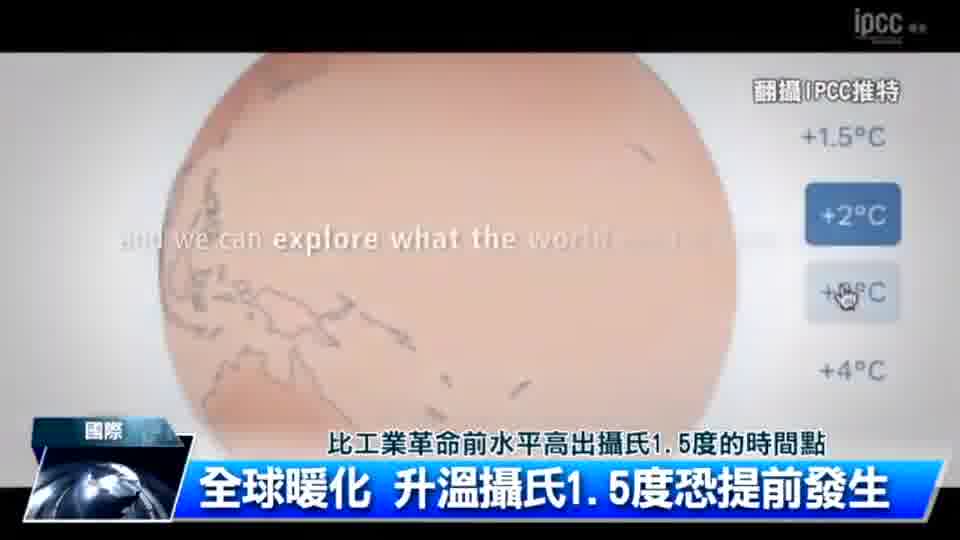 ipcc
翻攝IPCC推特
+1.5°C
and we can explore what the world
+2°C
+4°C
國際
比工業革命前水平高出攝氏1.5度的時間點
全球暖化 升溫攝氏1.5度恐提前發生